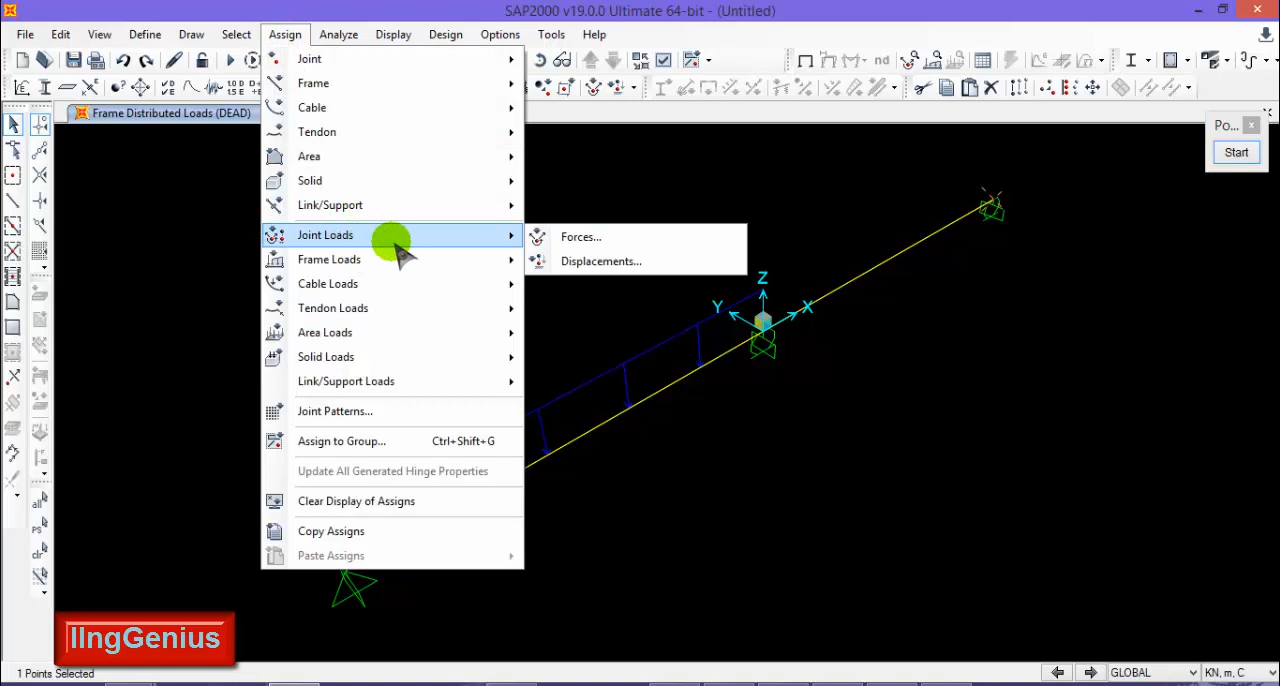 SAP2000 v19.0.0 Ultimate 64-bit - (Untitled)
File Edit View Define Draw Select Assign Analyze Display Design Options Tools Help
nd
Frame Distributed Loads (DEAD)
Joint
Frame
Cable
Tendon
Area
Solid
Link/Support
Joint Loads
Frame Loads
Cable Loads
Tendon Loads
Area Loads
Solid Loads
Link/Support Loads
Joint Patterns...
Assign to Group... Ctrl+Shift+G
Update All Generated Hinge Properties
Clear Display of Assigns
Copy Assigns
Paste Assigns
Forces...
Displacements...
Po...
Start
Z
Y
X
all
PS
clr
IIngGenius
1 Points Selected
GLOBAL
KN, m, C